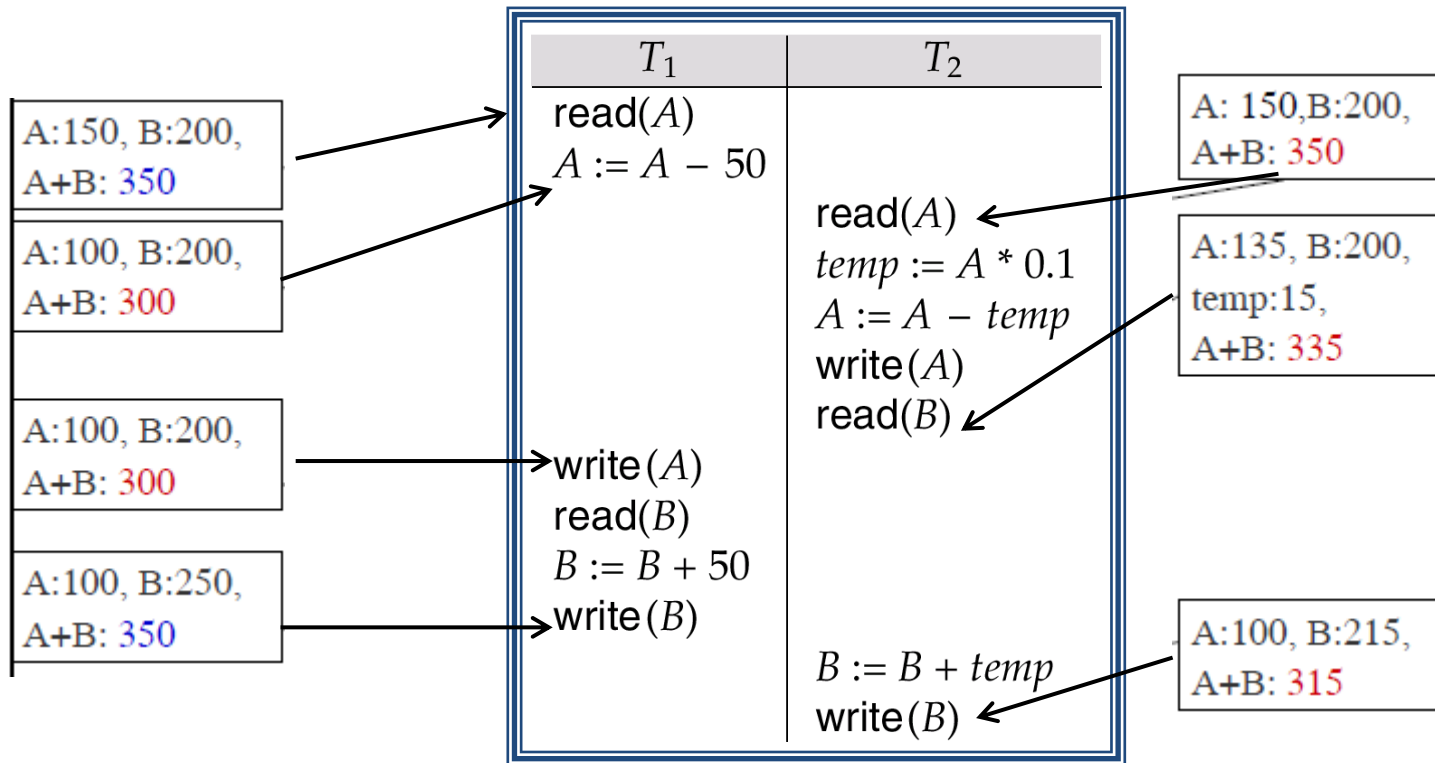 A:150, B:200,
A+B: 350
A:100, B:200,
A+B: 300
A:100, B:200,
A+B: 300
A:100, B:250,
A+B: 350
T₁ T₂
read(A)
A := A − 50
read(A)
temp := A * 0.1
A := A − temp
write(A)
read(B)
write(A)
read(B)
B := B + 50
write(B)
B := B + temp
write(B)
A: 150,B:200,
A+B: 350
A:135, B:200,
temp:15,
A+B: 335
A:100, B:215,
A+B: 315